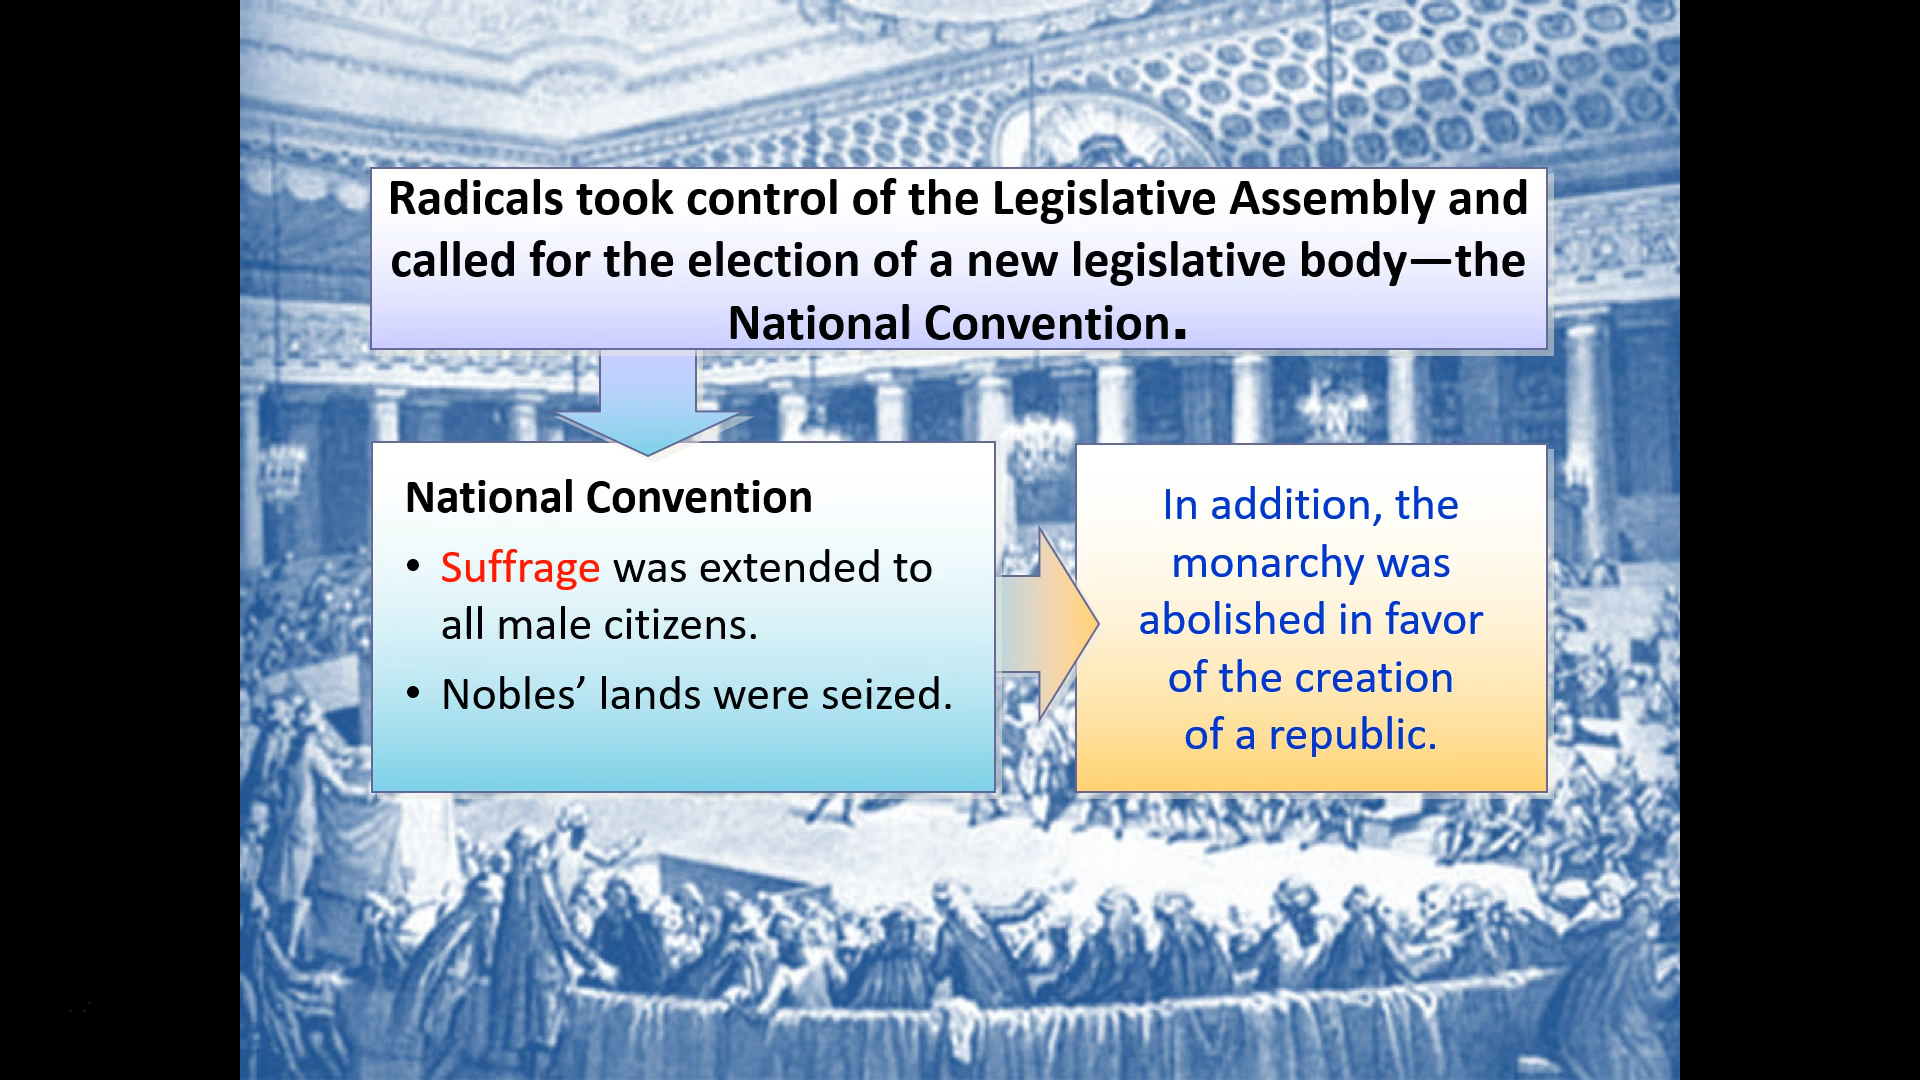 Radicals took control of the Legislative Assembly and
called for the election of a new legislative body—the
National Convention.
National Convention
• Suffrage was extended to
all male citizens.
• Nobles’ lands were seized.
In addition, the
monarchy was
abolished in favor
of the creation
of a republic.